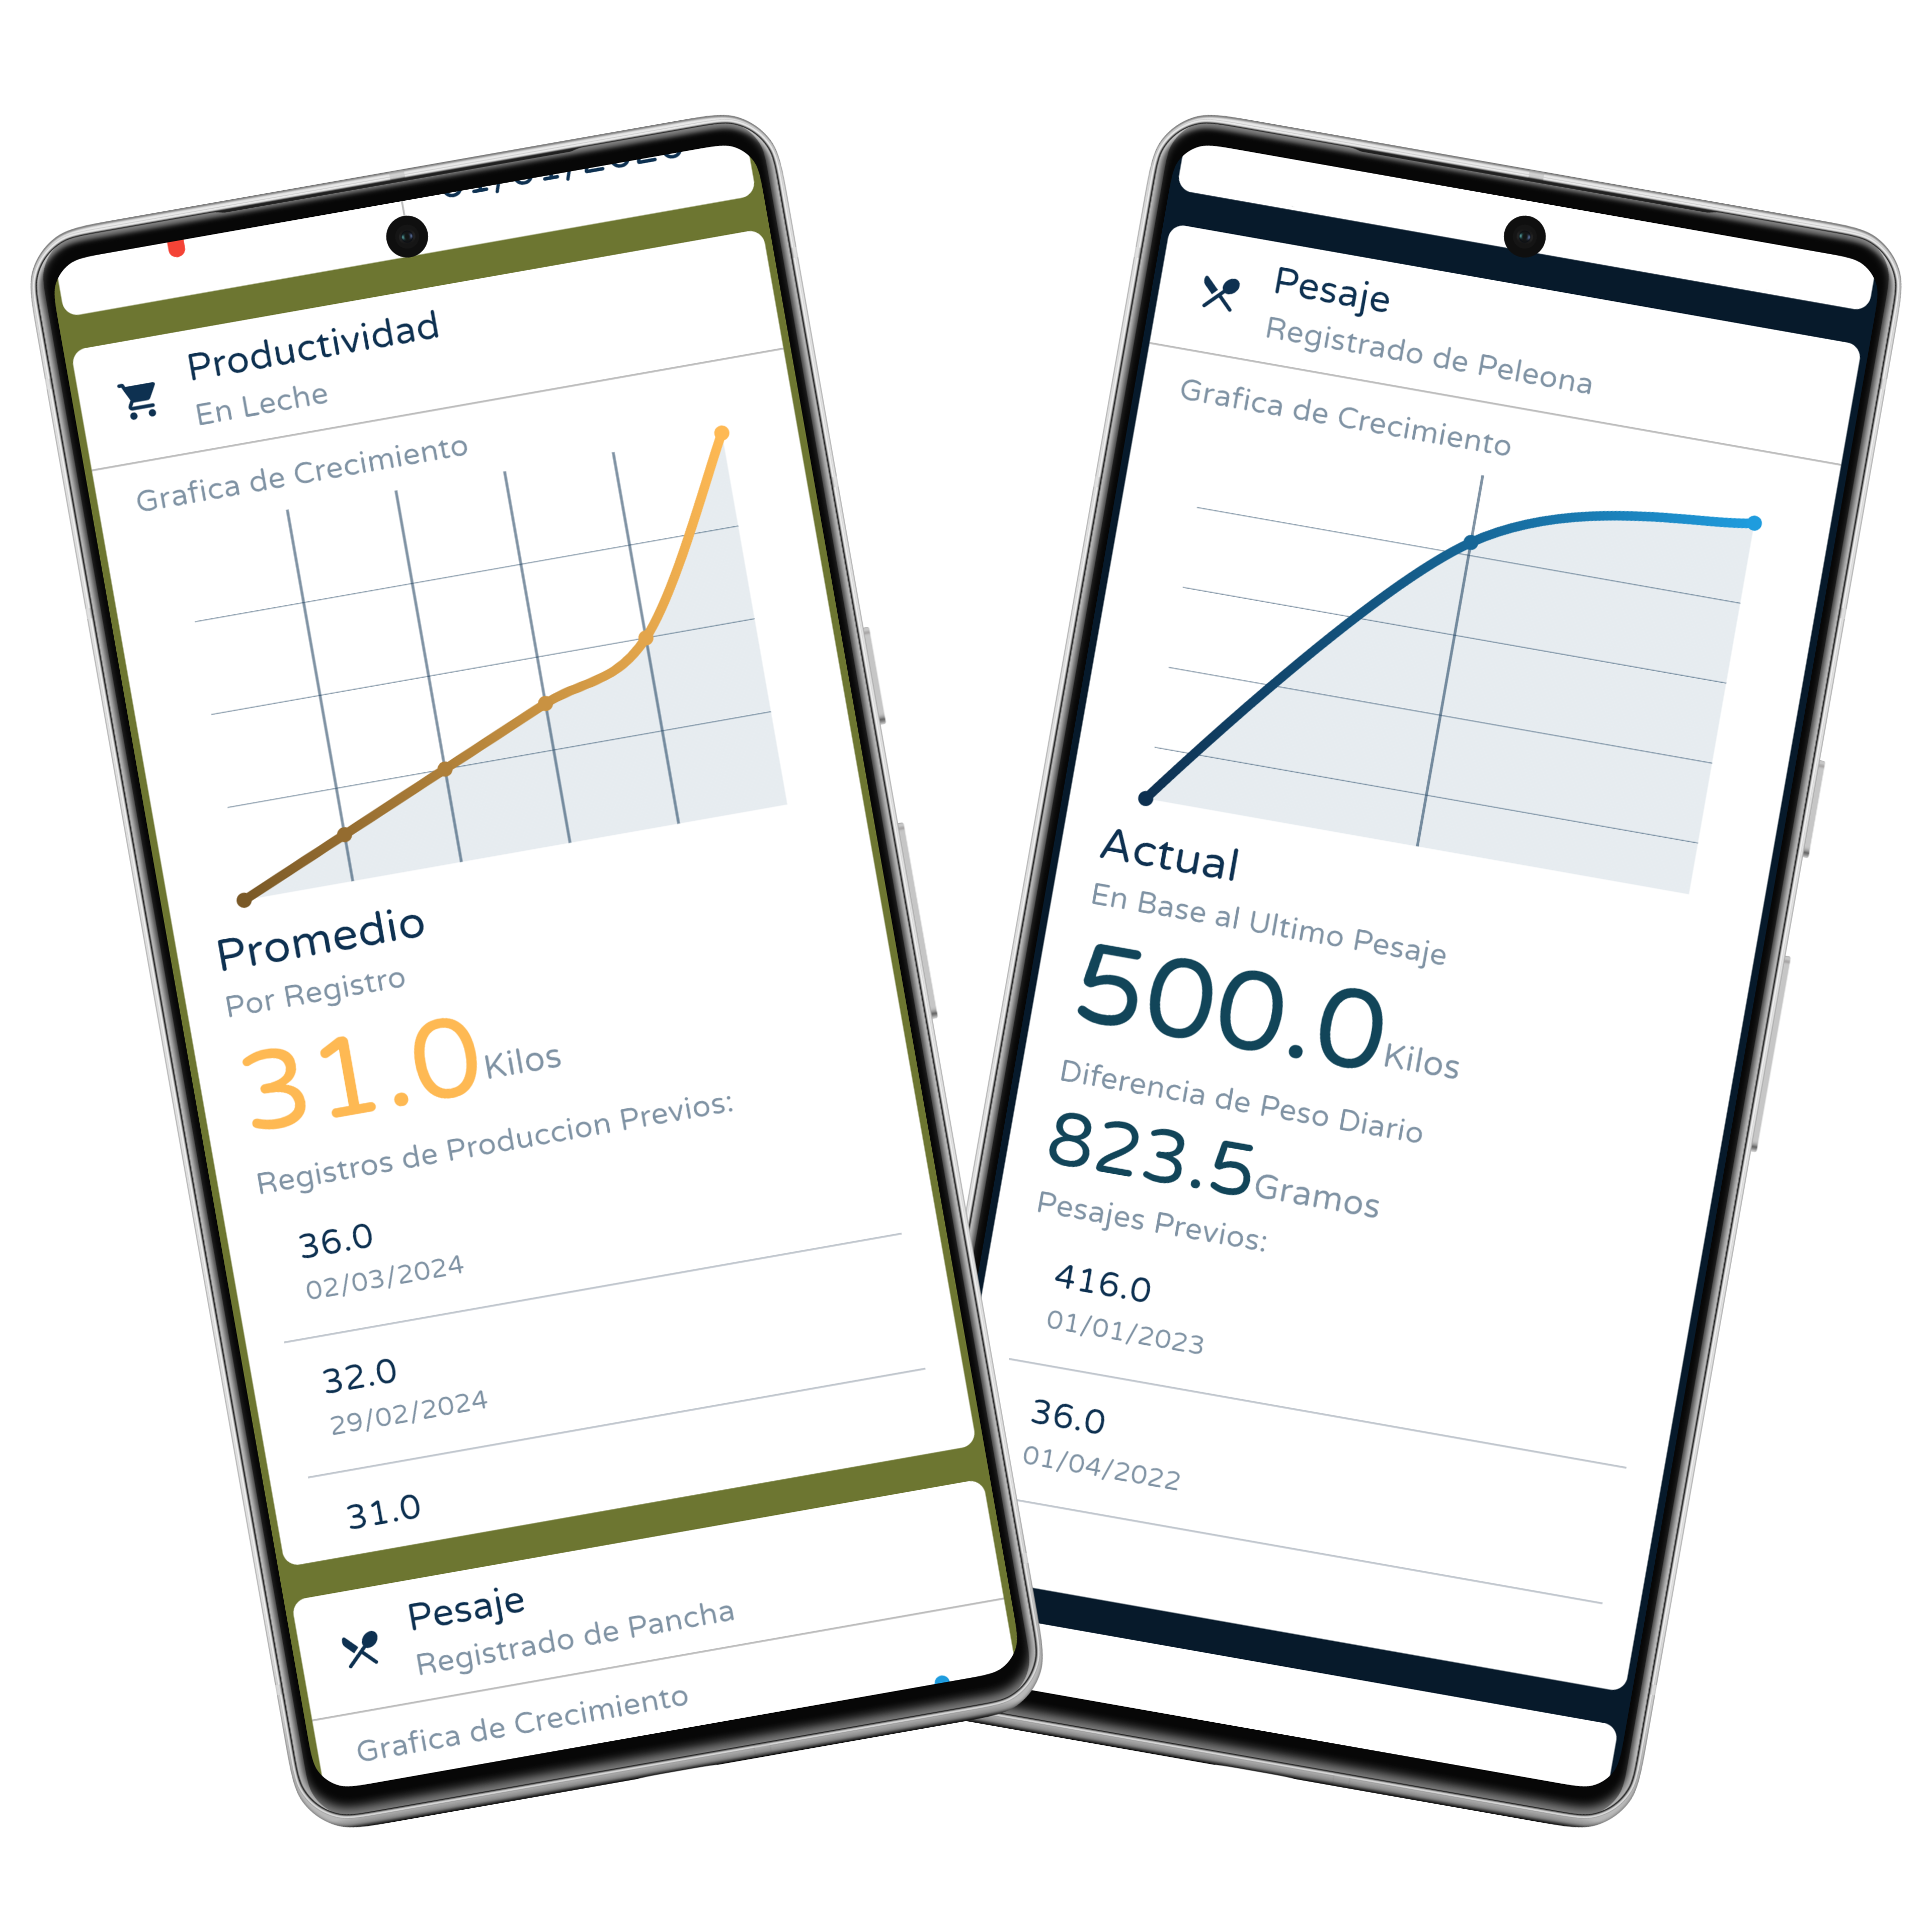 Productividad
En Leche
Grafica de Crecimiento
Promedio
Por Registro
31.0 Kilos
Registros de Produccion Previos:
36.0
02/03/2024
32.0
29/02/2024
31.0
Pesaje
Registrado de Pancha
Grafica de Crecimiento
Pesaje
Registrado de Peleona
Grafica de Crecimiento
Actual
En Base al Ultimo Pesaje
500.0 Kilos
Diferencia de Peso Diario
823.5 Gramos
Pesajes Previos:
416.0
01/01/2023
36.0
01/04/2022